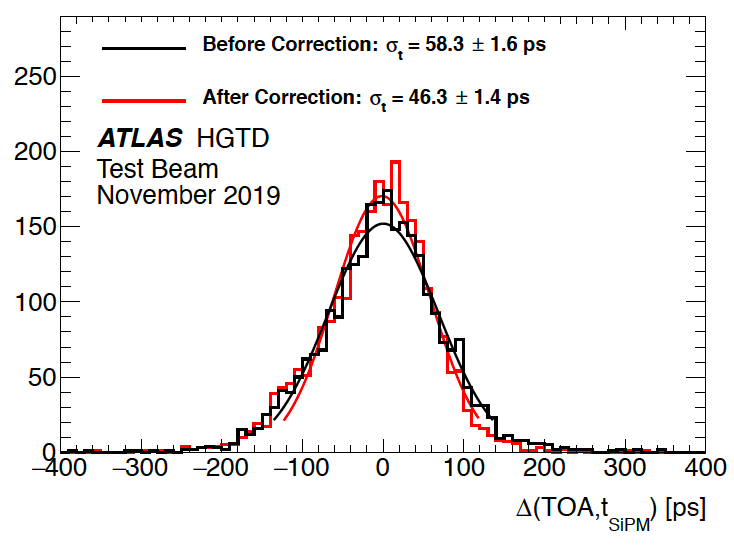 Before Correction: σt = 58.3 ± 1.6 ps
After Correction: σt = 46.3 ± 1.4 ps
ATLAS HGTD
Test Beam
November 2019
250
200
150
100
50
0
−400 −300 −200 −100 0 100 200 300 400
Δ(TOA,tSiPM) [ps]